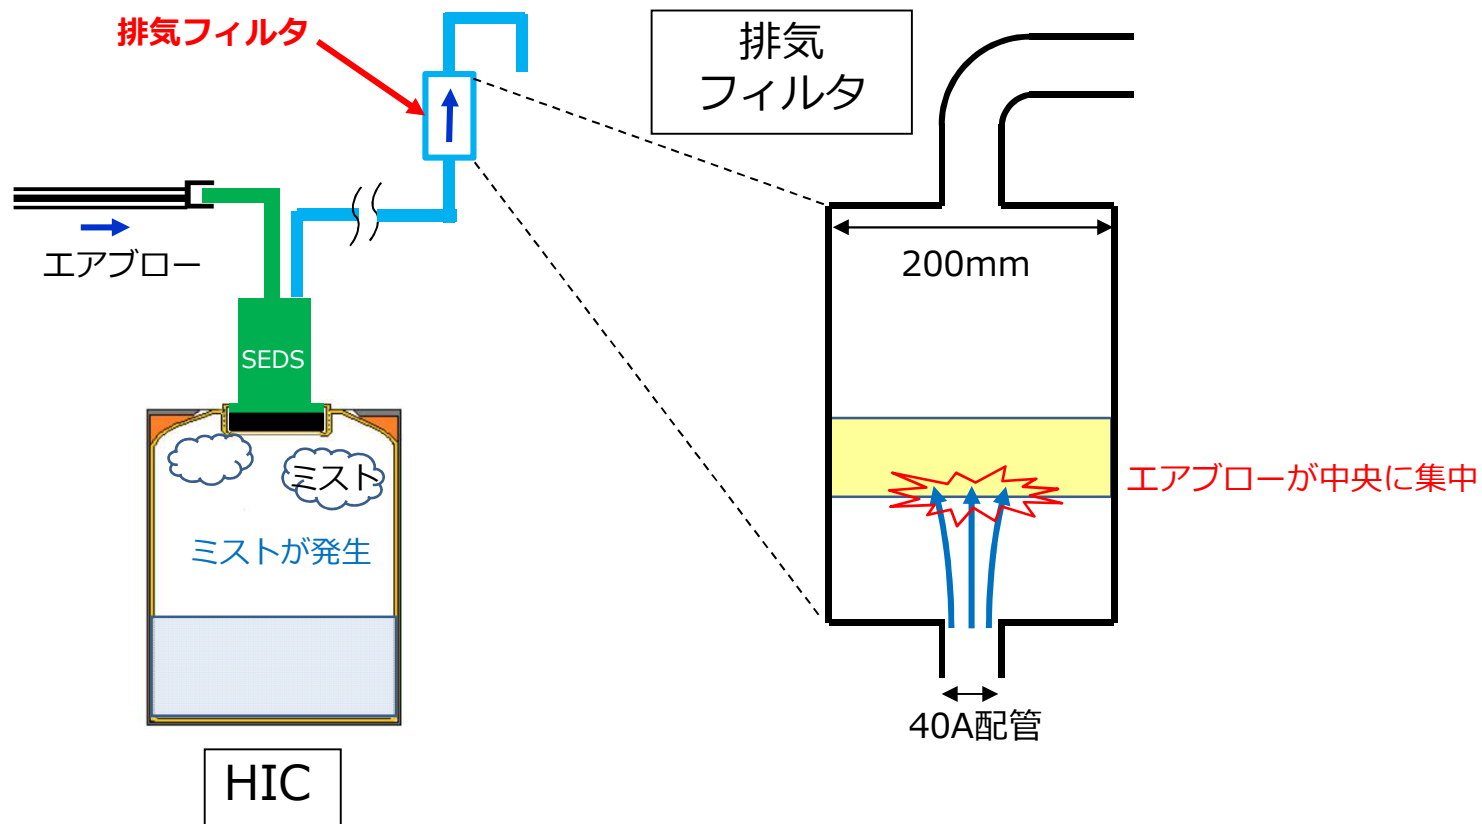 排気フィルタ
排気
フィルタ
エアブロー
200mm
SEDS
ミスト
エアブローが中央に集中
ミストが発生
40A配管
HIC